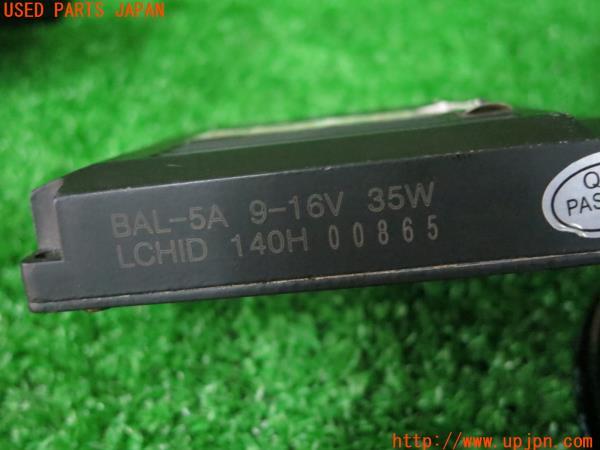 USED PARTS JAPAN
BAL-5A 9-16V 35W
LCHID 140H 00865
PAS
http://www.upjpn.com